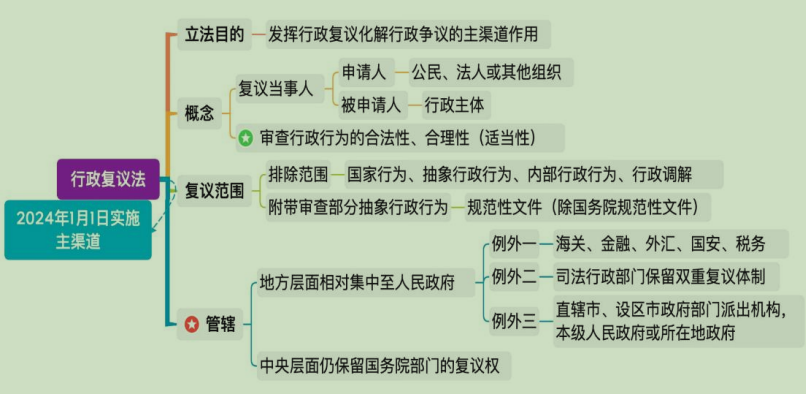 行政复议法
2024年1月1日实施
主渠道
立法目的
发挥行政复议化解行政争议的主渠道作用
概念
复议当事人
申请人
公民、法人或其他组织
被申请人
行政主体
审查行政行为的合法性、合理性（适当性）
复议范围
排除范围
国家行为、抽象行政行为、内部行政行为、行政调解
附带审查部分抽象行政行为
规范性文件（除国务院规范性文件）
管辖
地方层面相对集中至人民政府
例外一
海关、金融、外汇、国安、税务
例外二
司法行政部门保留双重复议体制
例外三
直辖市、设区市政府部门派出机构，
本级人民政府或所在地政府
中央层面仍保留国务院部门的复议权